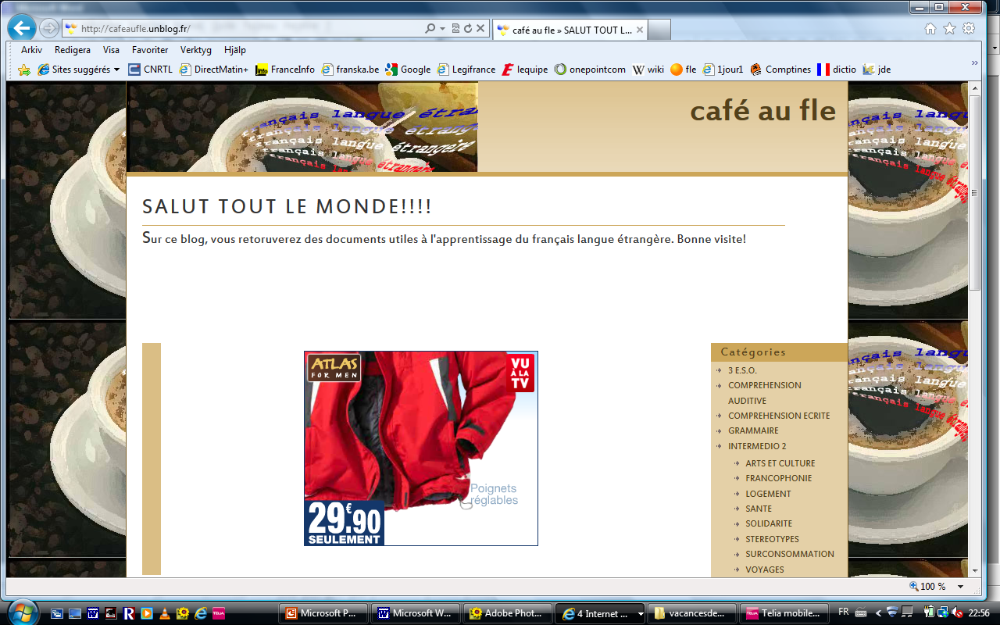 http://cafeaufle.unblog.fr/
café au fle » SALUT TOUT L...
Arkiv Redigera Visa Favoriter Verktyg Hjälp
Sites suggérés CNRTL DirectMatin+ FranceInfo franska.be Google Legifrance lequipe onepointcom wiki fle 1jour1 Comptines dictio jde
café au fle
SALUT TOUT LE MONDE!!!!
Sur ce blog, vous retoruverez des documents utiles à l'apprentissage du français langue étrangère. Bonne visite!
ATLAS
FOR MEN
VU
À LA
TV
Poignets
réglables
29€.90
SEULEMENT
Catégories
3 E.S.O.
COMPREHENSION
AUDITIVE
COMPREHENSION ECRITE
GRAMMAIRE
INTERMEDIO 2
ARTS ET CULTURE
FRANCOPHONIE
LOGEMENT
SANTE
SOLIDARITE
STEREOTYPES
SURCONSOMMATION
VOYAGES
100 %
Microsoft P... Microsoft W... Adobe Phot... 4 Internet ... vacancesde... Telia mobile... FR 22:56